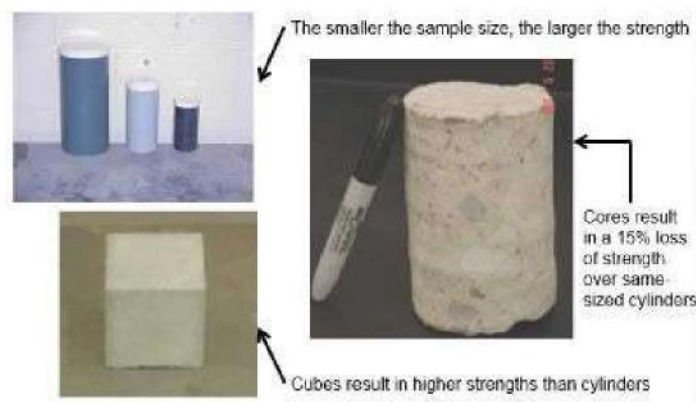 The smaller the sample size, the larger the strength
Cores result
in a 15% loss
of strength
over same-
sized cylinders
Cubes result in higher strengths than cylinders